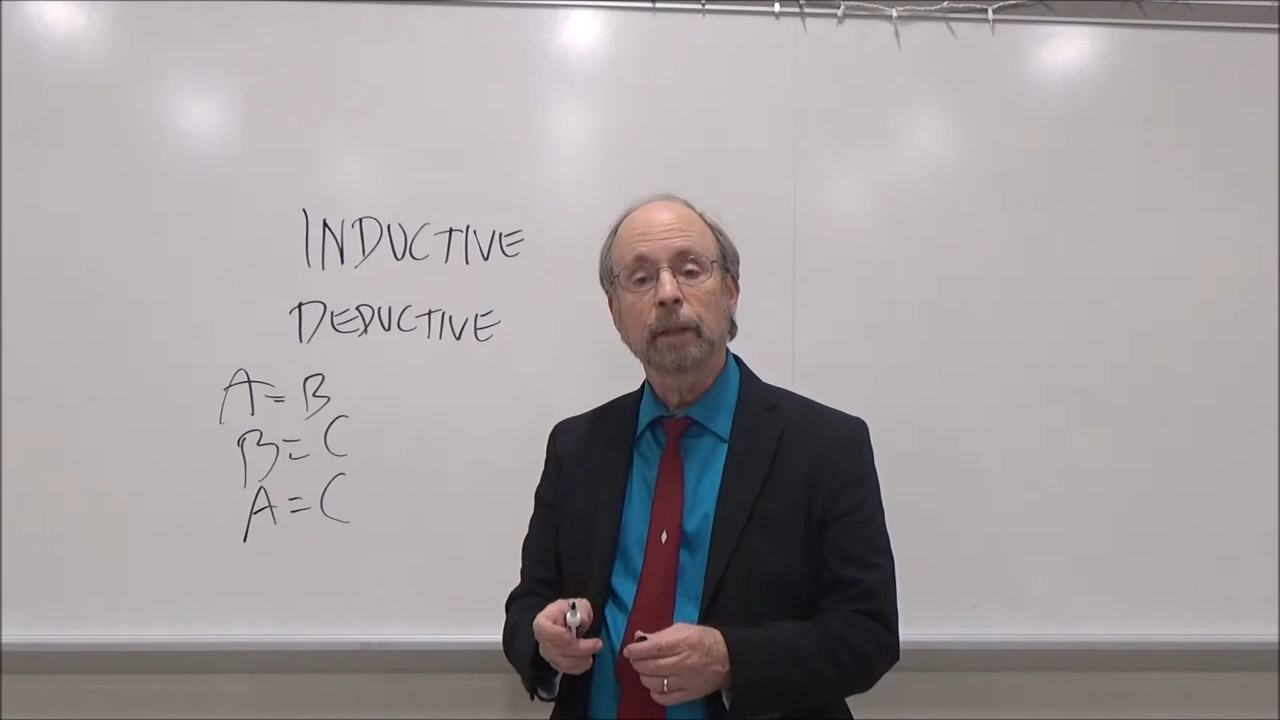 INDUCTIVE
DEDUCTIVE
A = B
B = C
A = C